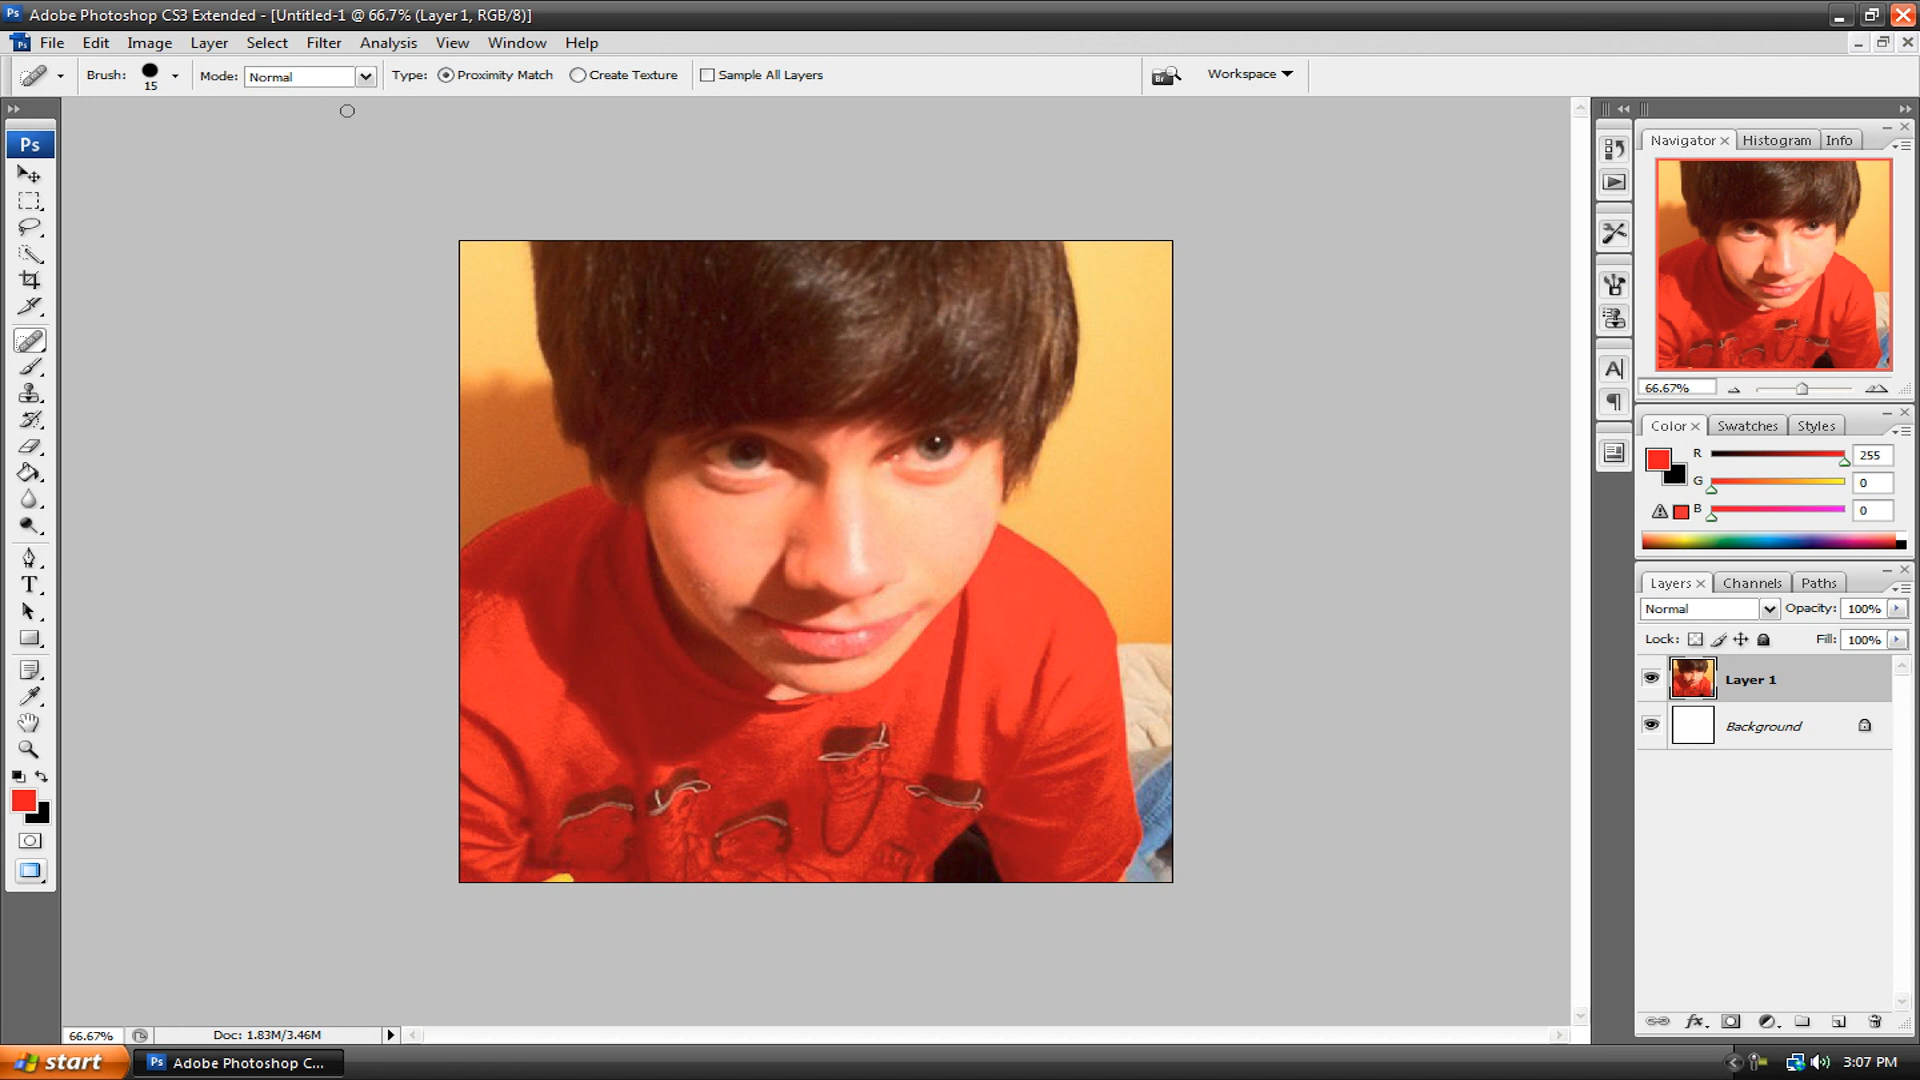 Adobe Photoshop CS3 Extended - [Untitled-1 @ 66.7% (Layer 1, RGB/8)]
File Edit Image Layer Select Filter Analysis View Window Help
Brush: 15 Mode: Normal Type: Proximity Match Create Texture Sample All Layers Workspace
Ps
Navigator Histogram Info
66.67%
Color Swatches Styles
R 255
G 0
B 0
Layers Channels Paths
Normal Opacity: 100%
Lock: Fill: 100%
Layer 1
Background
66.67% Doc: 1.83M/3.46M
start Adobe Photoshop C... 3:07 PM